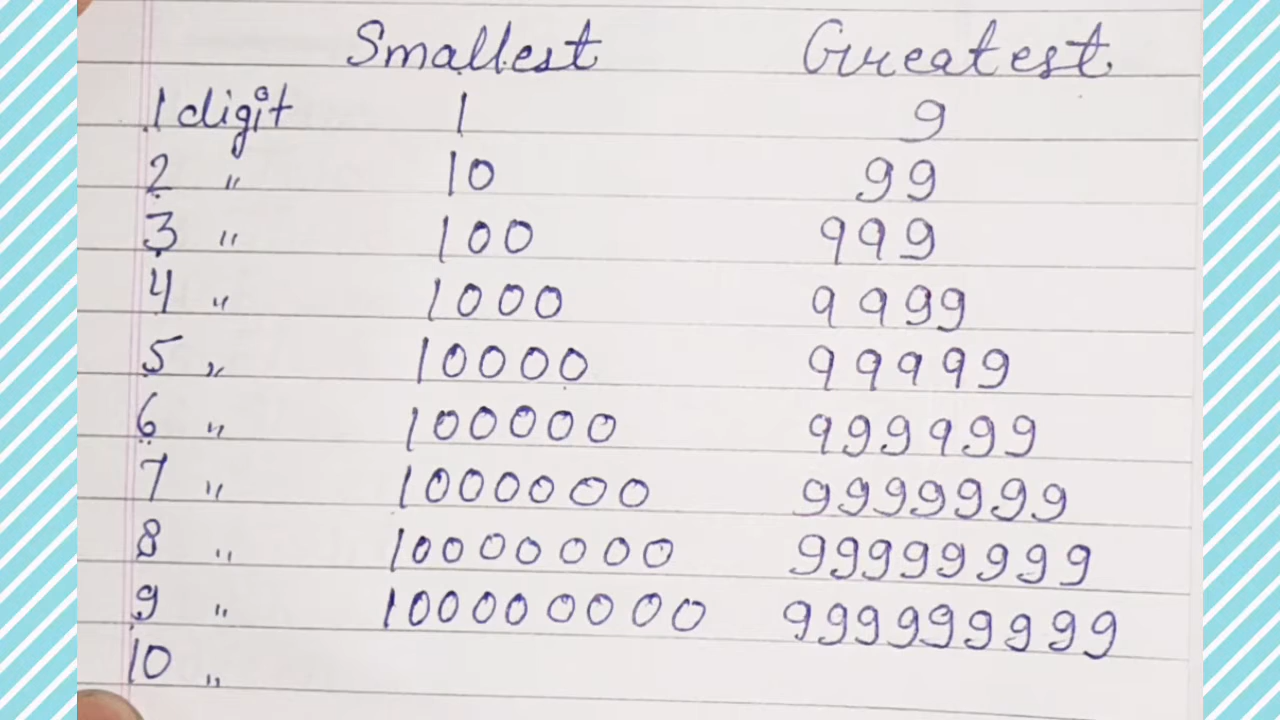 Smallest Greatest
1 digit 1 9
2 " 10 99
3 " 100 999
4 " 1000 9999
5 " 10000 99999
6 " 100000 999999
7 " 1000000 9999999
8 " 10000000 99999999
9 " 100000000 999999999
10 "